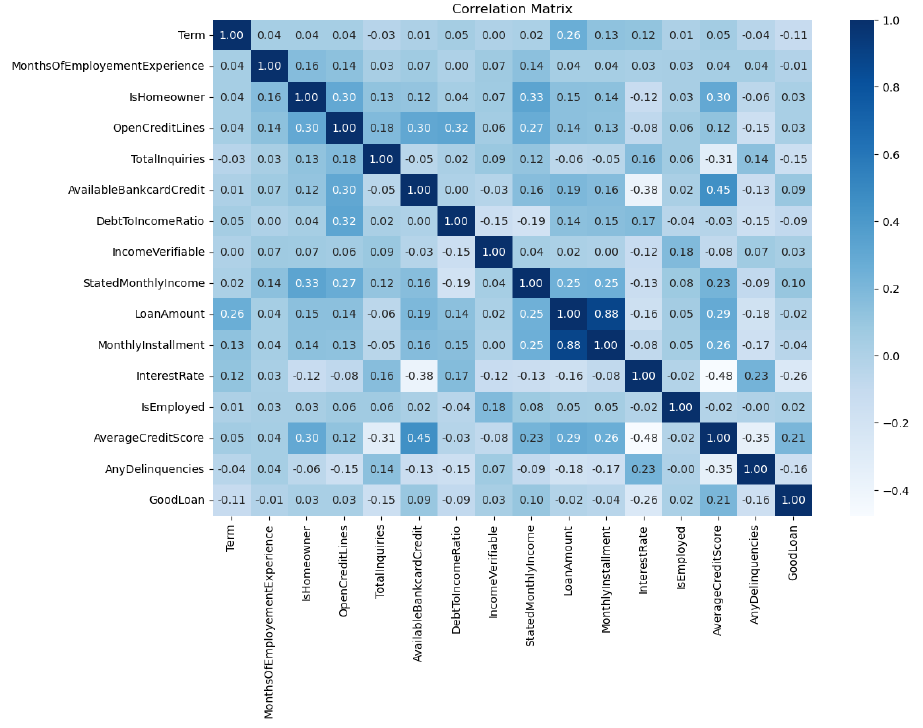 Correlation Matrix
Term 1.00 0.04 0.04 0.04 -0.03 0.01 0.05 0.00 0.02 0.26 0.13 0.12 0.01 0.05 -0.04 -0.11
MonthsOfEmployementExperience 0.04 1.00 0.16 0.14 0.03 0.07 0.00 0.07 0.14 0.04 0.04 0.03 0.03 0.04 0.04 -0.01
IsHomeowner 0.04 0.16 1.00 0.30 0.13 0.12 0.04 0.07 0.33 0.15 0.14 -0.12 0.03 0.30 -0.06 0.03
OpenCreditLines 0.04 0.14 0.30 1.00 0.18 0.30 0.32 0.06 0.27 0.14 0.13 -0.08 0.06 0.12 -0.15 0.03
TotalInquiries -0.03 0.03 0.13 0.18 1.00 -0.05 0.02 0.09 0.12 -0.06 -0.05 0.16 0.06 -0.31 0.14 -0.15
AvailableBankcardCredit 0.01 0.07 0.12 0.30 -0.05 1.00 0.00 -0.03 0.16 0.19 0.16 -0.38 0.02 0.45 -0.13 0.09
DebtToIncomeRatio 0.05 0.00 0.04 0.32 0.02 0.00 1.00 -0.15 -0.19 0.14 0.15 0.17 -0.04 -0.03 -0.15 -0.09
IncomeVerifiable 0.00 0.07 0.07 0.06 0.09 -0.03 -0.15 1.00 0.04 0.02 0.00 -0.12 0.18 -0.08 0.07 0.03
StatedMonthlyIncome 0.02 0.14 0.33 0.27 0.12 0.16 -0.19 0.04 1.00 0.25 0.25 -0.13 0.08 0.23 -0.09 0.10
LoanAmount 0.26 0.04 0.15 0.14 -0.06 0.19 0.14 0.02 0.25 1.00 0.88 -0.16 0.05 0.29 -0.18 -0.02
MonthlyInstallment 0.13 0.04 0.14 0.13 -0.05 0.16 0.15 0.00 0.25 0.88 1.00 -0.08 0.05 0.26 -0.17 -0.04
InterestRate 0.12 0.03 -0.12 -0.08 0.16 -0.38 0.17 -0.12 -0.13 -0.16 -0.08 1.00 -0.02 -0.48 0.23 -0.26
IsEmployed 0.01 0.03 0.03 0.06 0.06 0.02 -0.04 0.18 0.08 0.05 0.05 -0.02 1.00 -0.02 -0.00 0.02
AverageCreditScore 0.05 0.04 0.30 0.12 -0.31 0.45 -0.03 -0.08 0.23 0.29 0.26 -0.48 -0.02 1.00 -0.35 0.21
AnyDelinquencies -0.04 0.04 -0.06 -0.15 0.14 -0.13 -0.15 0.07 -0.09 -0.18 -0.17 0.23 -0.00 -0.35 1.00 -0.16
GoodLoan -0.11 -0.01 0.03 0.03 -0.15 0.09 -0.09 0.03 0.10 -0.02 -0.04 -0.26 0.02 0.21 -0.16 1.00
Term
MonthsOfEmployementExperience
IsHomeowner
OpenCreditLines
TotalInquiries
AvailableBankcardCredit
DebtToIncomeRatio
IncomeVerifiable
StatedMonthlyIncome
LoanAmount
MonthlyInstallment
InterestRate
IsEmployed
AverageCreditScore
AnyDelinquencies
GoodLoan
1.0
0.8
0.6
0.4
0.2
0.0
−0.2
−0.4